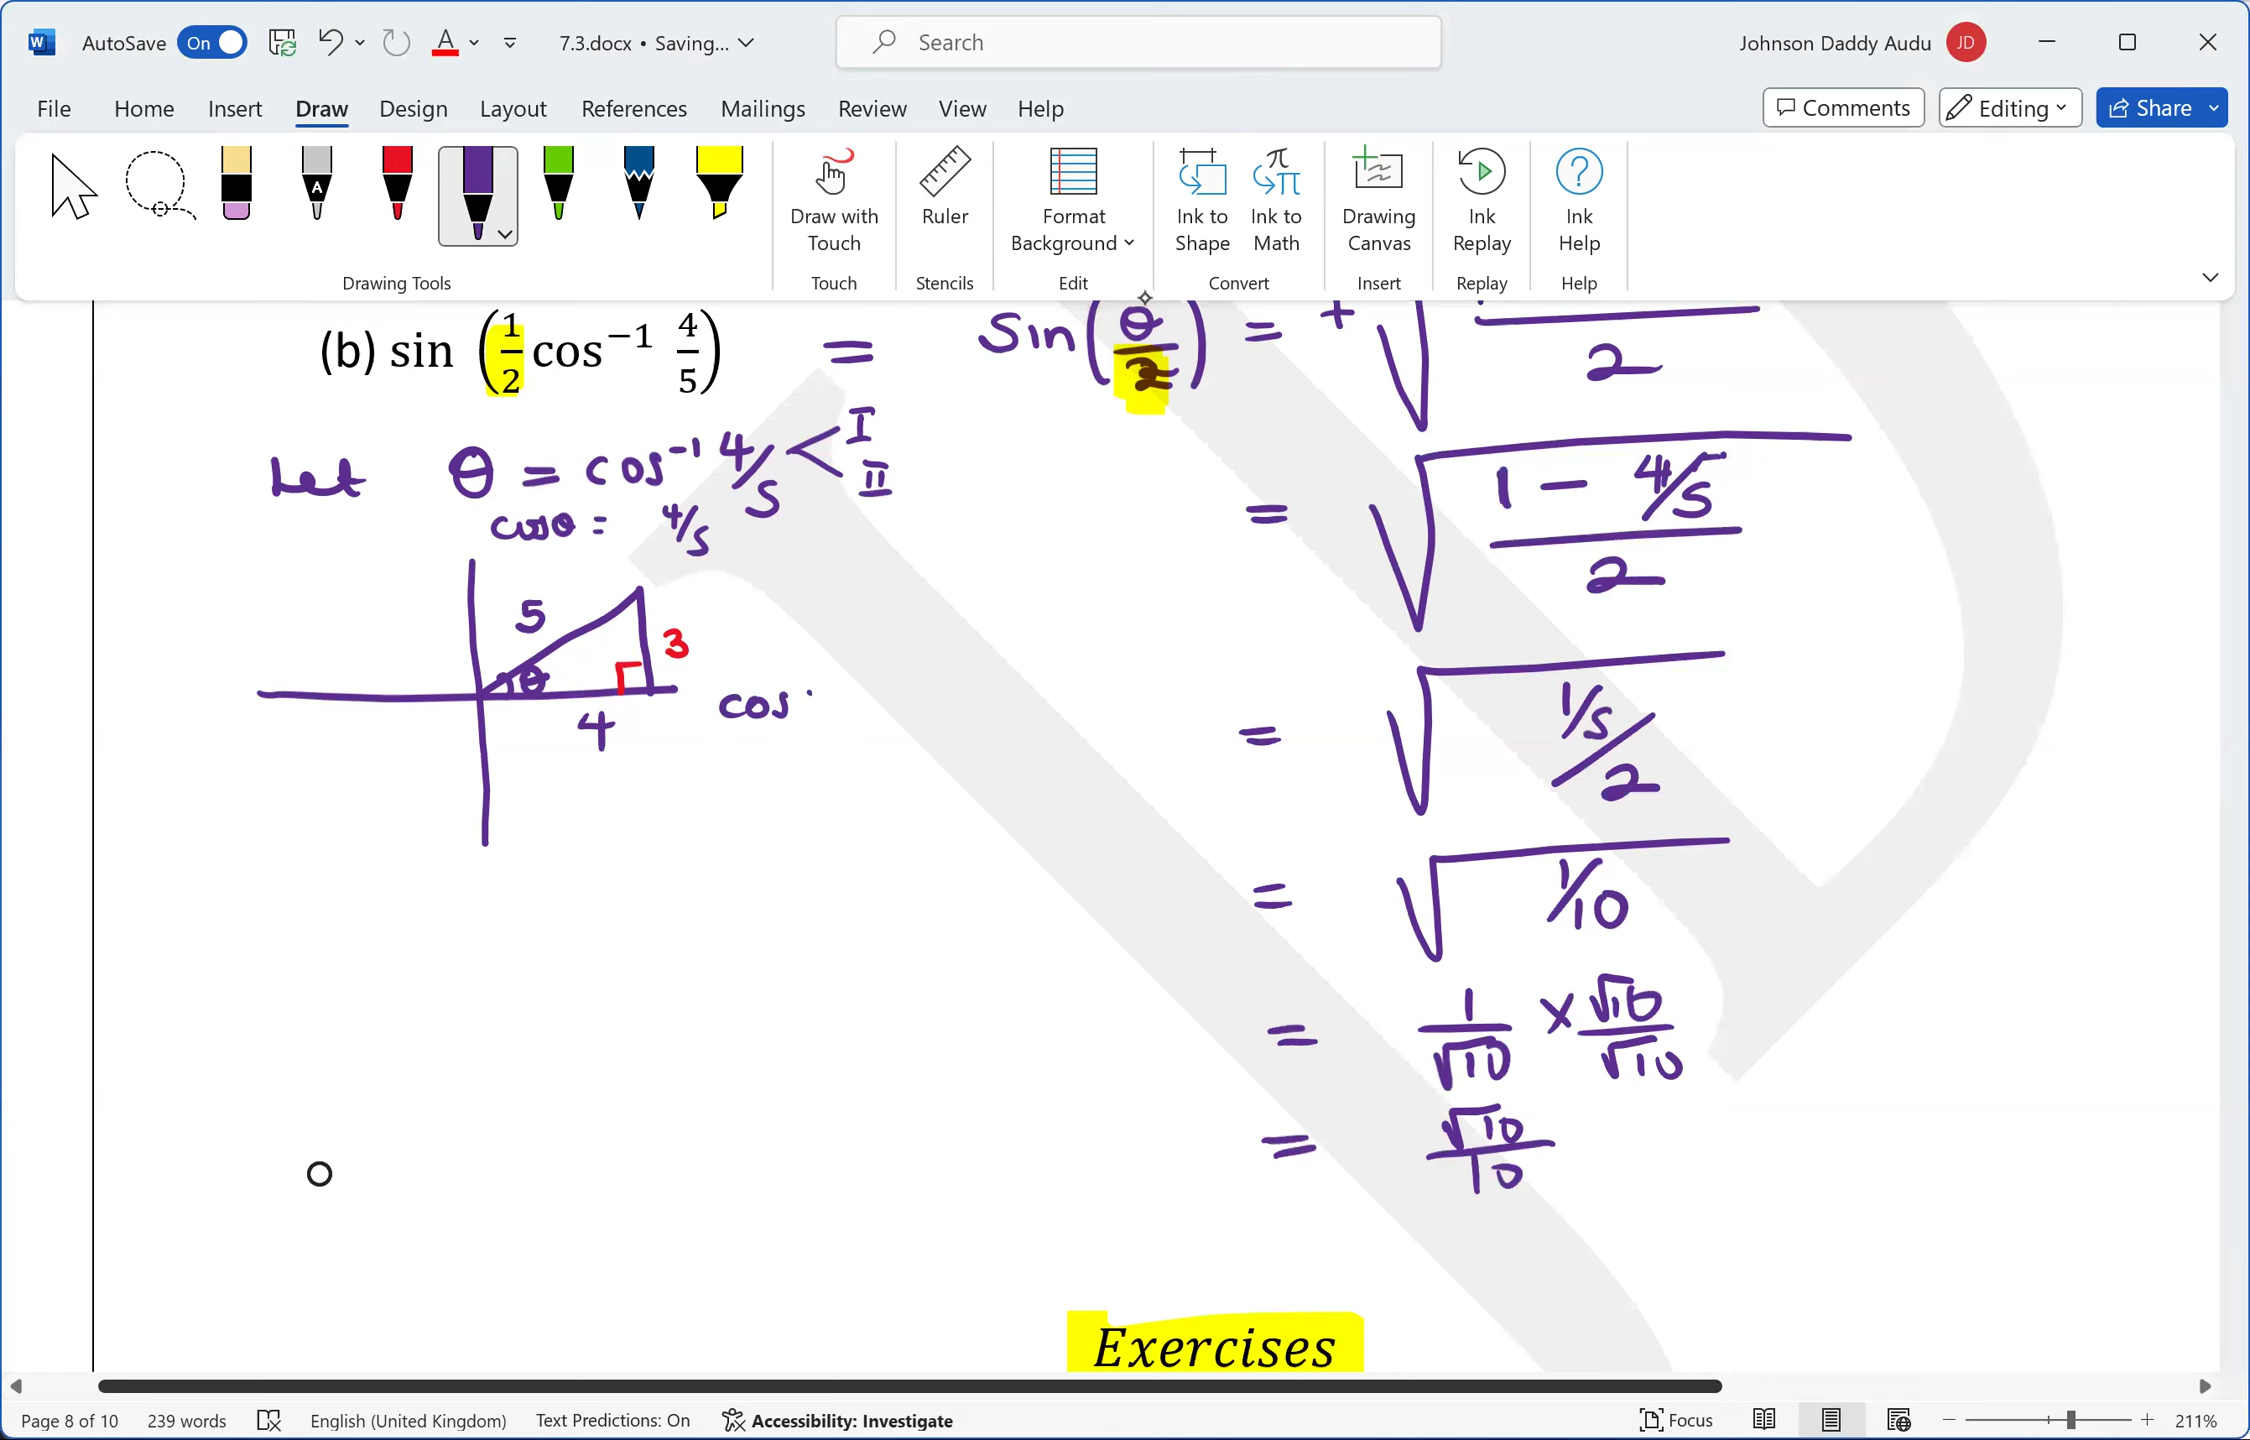 AutoSave On 7.3.docx • Saving... Search Johnson Daddy Audu JD
File Home Insert Draw Design Layout References Mailings Review View Help Comments Editing Share
Draw with Touch Ruler Format Background Ink to Shape Ink to Math Drawing Canvas Ink Replay Ink Help
Drawing Tools Touch Stencils Edit Convert Insert Replay Help
(b) sin (1/2 cos⁻¹ 4/5) = Sin(θ/2) = + √ 2
Let θ = cos⁻¹ 4/5 < I II
cosθ = 4/5
= √((1 - 4/5)/2)
5 3
θ 4 cos
= √((1/5)/2)
= √(1/10)
= 1/√10 × √10/√10
= √10/10
Exercises
Page 8 of 10 239 words English (United Kingdom) Text Predictions: On Accessibility: Investigate Focus 211%